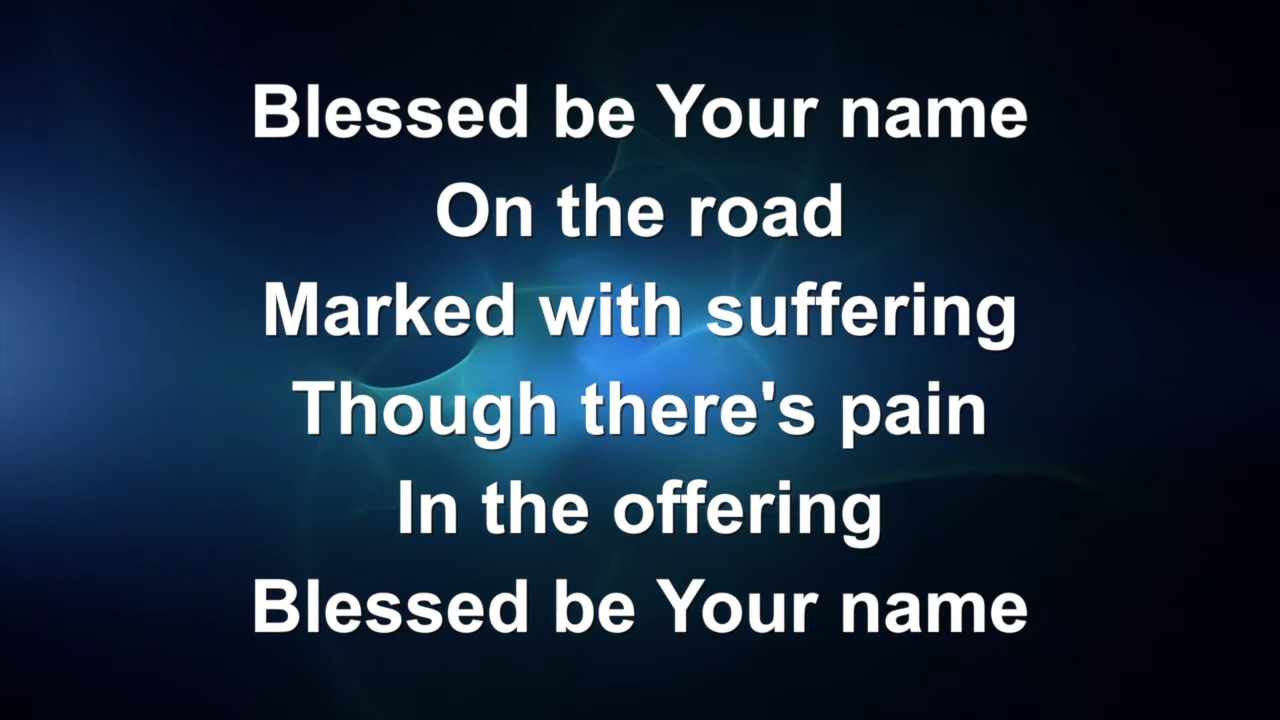 Blessed be Your name
On the road
Marked with suffering
Though there's pain
In the offering
Blessed be Your name